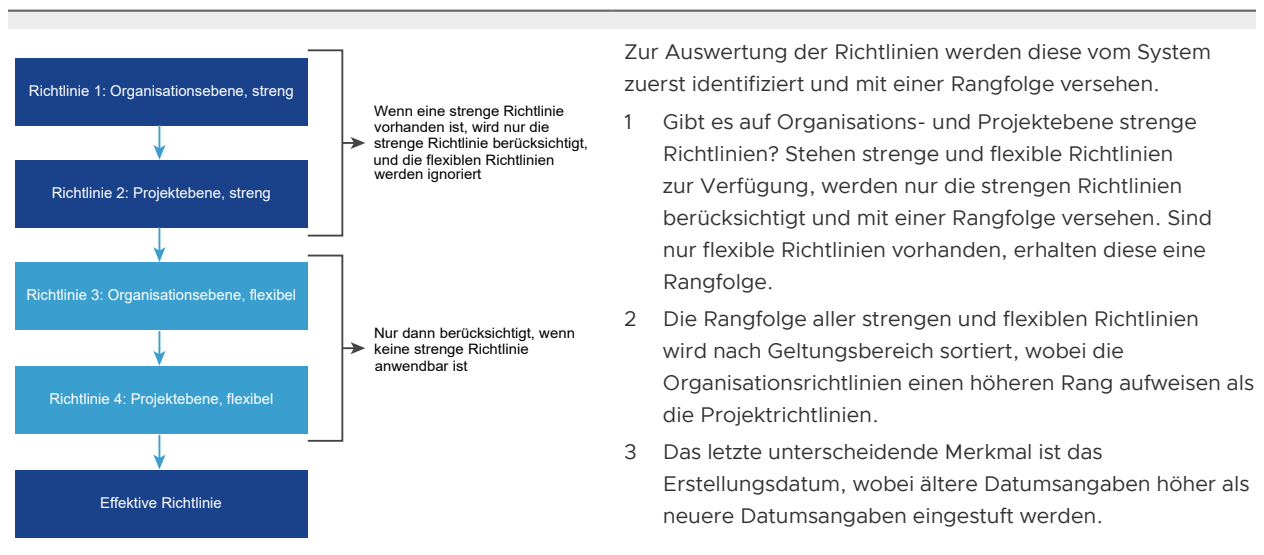 Richtlinie 1: Organisationsebene, streng
Richtlinie 2: Projektebene, streng
Richtlinie 3: Organisationsebene, flexibel
Richtlinie 4: Projektebene, flexibel
Effektive Richtlinie
Wenn eine strenge Richtlinie
vorhanden ist, wird nur die
strenge Richtlinie berücksichtigt,
und die flexiblen Richtlinien
werden ignoriert
Nur dann berücksichtigt, wenn
keine strenge Richtlinie
anwendbar ist
Zur Auswertung der Richtlinien werden diese vom System
zuerst identifiziert und mit einer Rangfolge versehen.
1 Gibt es auf Organisations- und Projektebene strenge
Richtlinien? Stehen strenge und flexible Richtlinien
zur Verfügung, werden nur die strengen Richtlinien
berücksichtigt und mit einer Rangfolge versehen. Sind
nur flexible Richtlinien vorhanden, erhalten diese eine
Rangfolge.
2 Die Rangfolge aller strengen und flexiblen Richtlinien
wird nach Geltungsbereich sortiert, wobei die
Organisationsrichtlinien einen höheren Rang aufweisen als
die Projektrichtlinien.
3 Das letzte unterscheidende Merkmal ist das
Erstellungsdatum, wobei ältere Datumsangaben höher als
neuere Datumsangaben eingestuft werden.